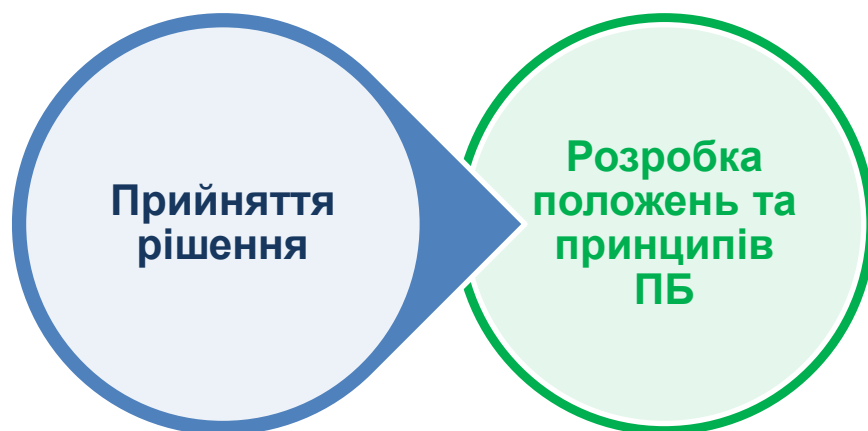 Прийняття
рішення
Розробка
положень та
принципів
ПБ